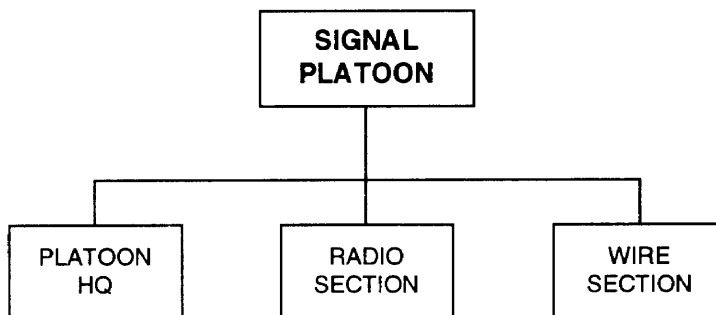 SIGNAL
PLATOON
PLATOON
HQ
RADIO
SECTION
WIRE
SECTION